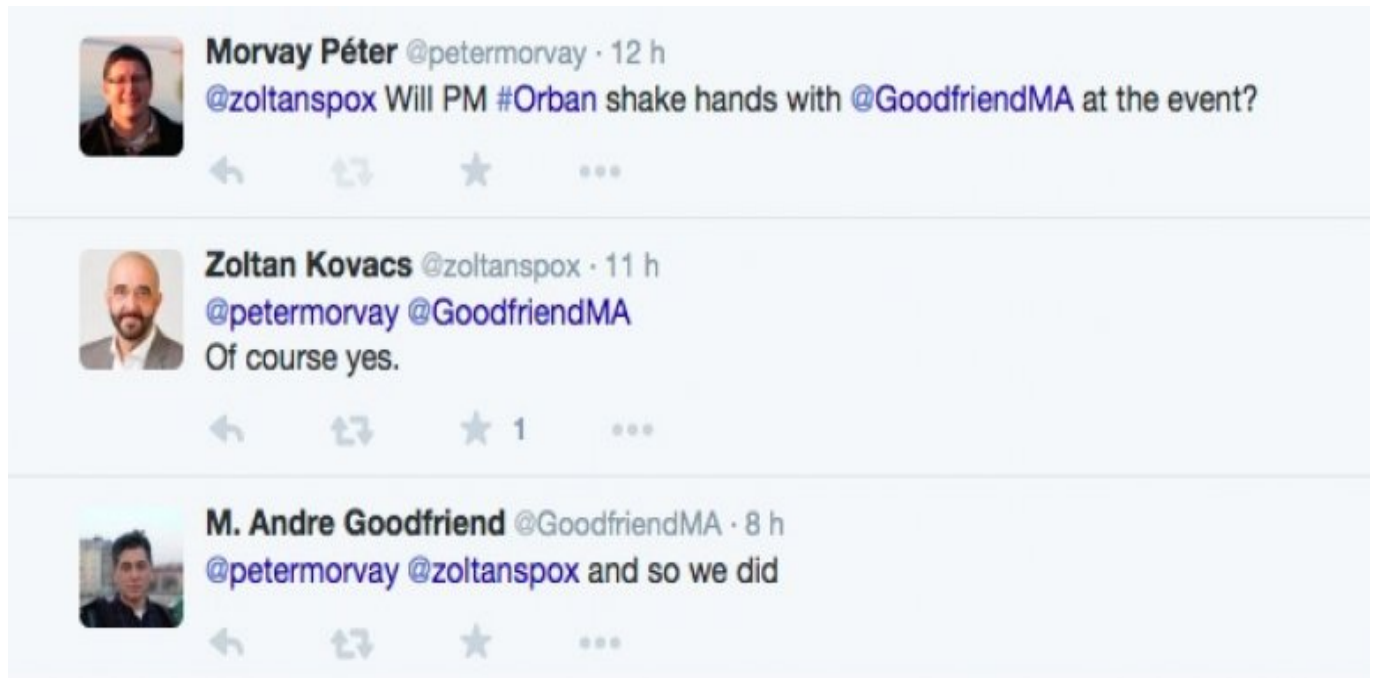 Morvay Péter @petermorvay · 12 h
@zoltanspox Will PM #Orban shake hands with @GoodfriendMA at the event?
Zoltan Kovacs @zoltanspox · 11 h
@petermorvay @GoodfriendMA
Of course yes.
1
M. Andre Goodfriend @GoodfriendMA · 8 h
@petermorvay @zoltanspox and so we did